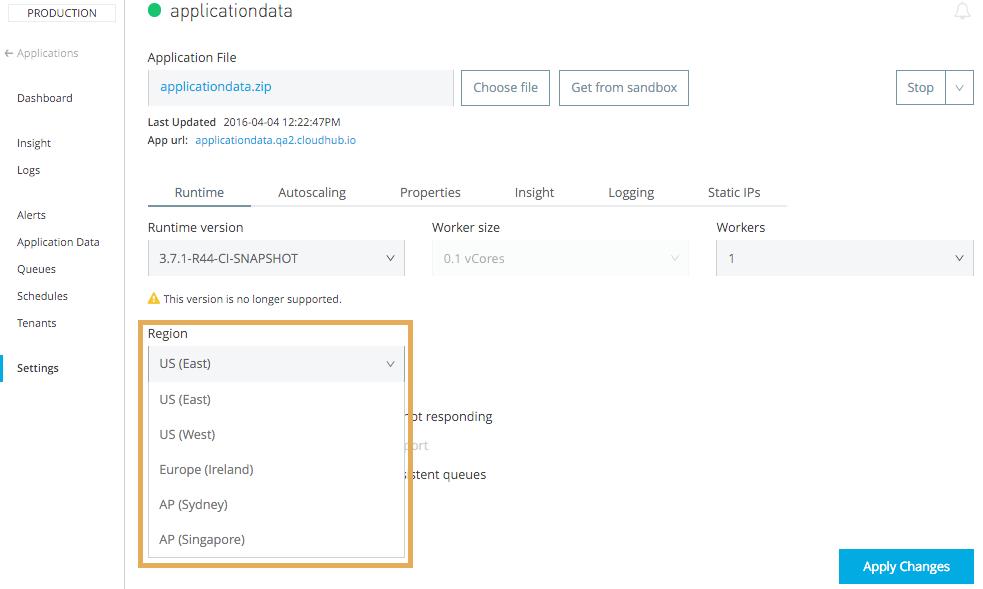 PRODUCTION
applicationdata
← Applications
Dashboard
Insight
Logs
Alerts
Application Data
Queues
Schedules
Tenants
Settings
Application File
applicationdata.zip
Choose file
Get from sandbox
Stop
Last Updated 2016-04-04 12:22:47PM
App url: applicationdata.qa2.cloudhub.io
Runtime Autoscaling Properties Insight Logging Static IPs
Runtime version
3.7.1-R44-CI-SNAPSHOT
Worker size
0.1 vCores
Workers
1
This version is no longer supported.
Region
US (East)
US (East)
US (West)
Europe (Ireland)
AP (Sydney)
AP (Singapore)
not responding
queues
Apply Changes